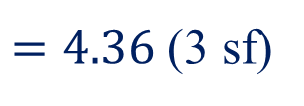 = 4.36 (3 sf)